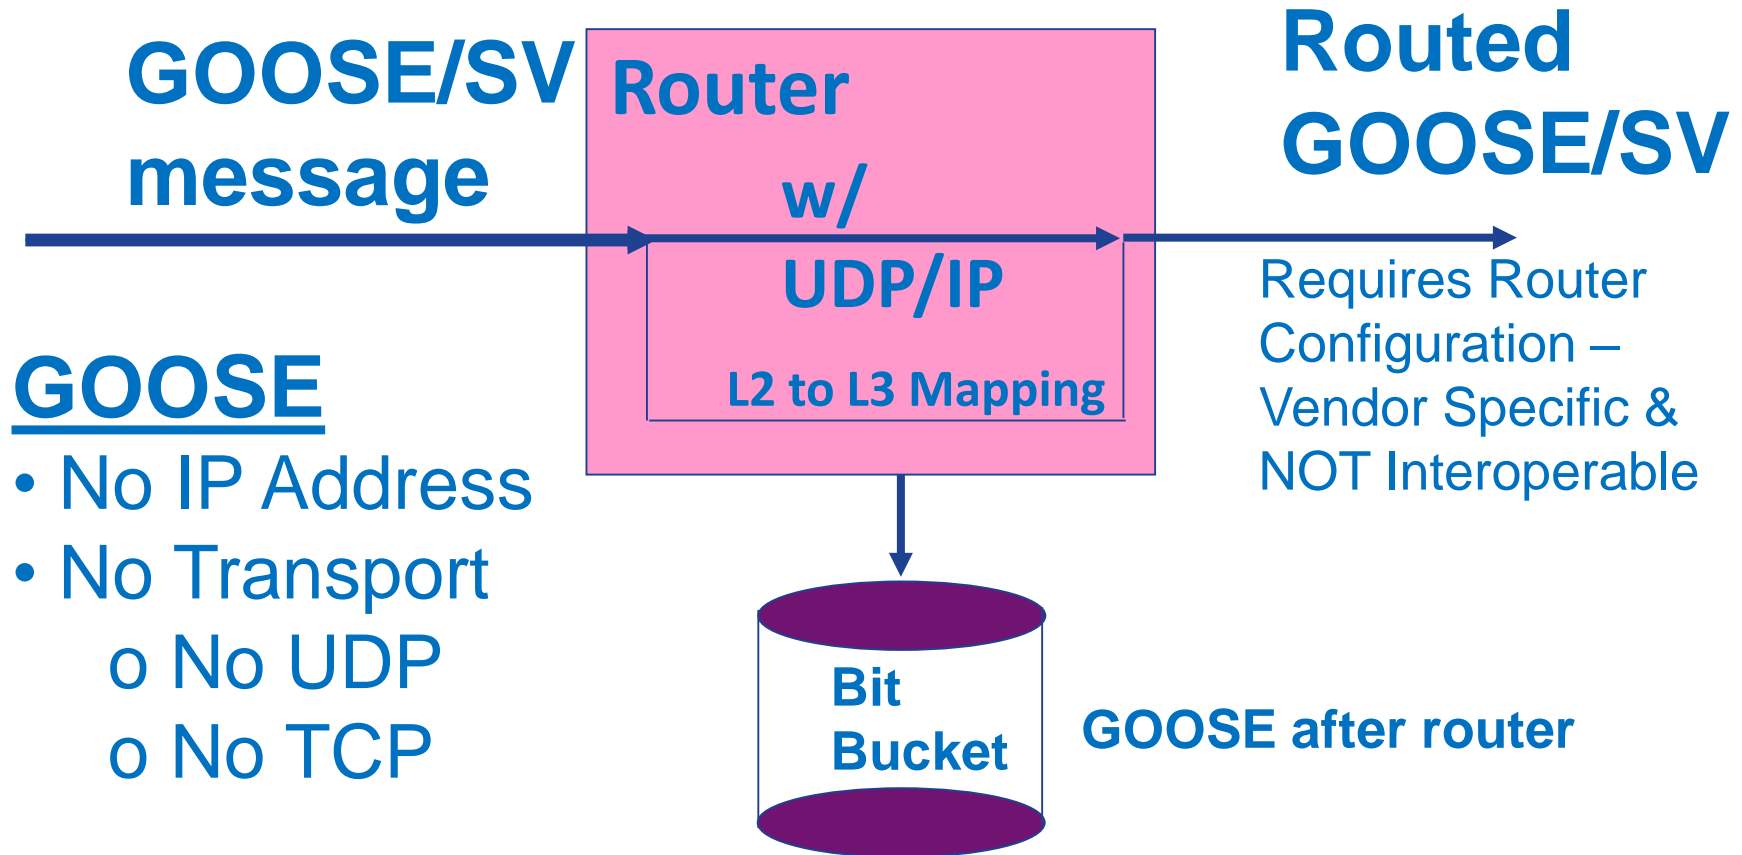 GOOSE/SV
message
Router
w/
UDP/IP
L2 to L3 Mapping
Routed
GOOSE/SV
Requires Router
Configuration –
Vendor Specific &
NOT Interoperable
GOOSE
• No IP Address
• No Transport
o No UDP
o No TCP
Bit
Bucket
GOOSE after router